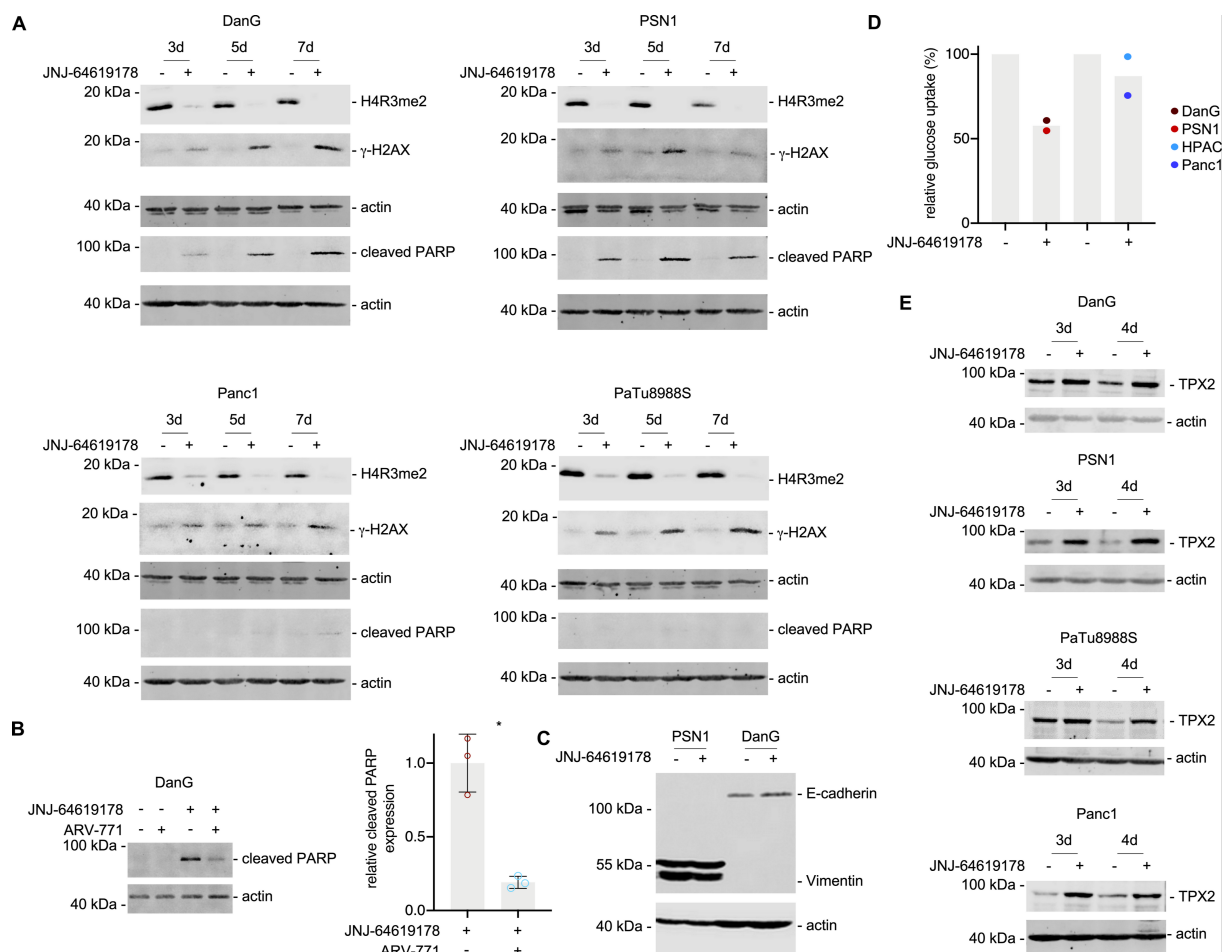 A
DanG
3d 5d 7d
JNJ-64619178 - + - + - +
20 kDa - - H4R3me2
20 kDa - - γ-H2AX
40 kDa - - actin
100 kDa - - cleaved PARP
40 kDa - - actin
PSN1
3d 5d 7d
JNJ-64619178 - + - + - +
20 kDa - - H4R3me2
20 kDa - - γ-H2AX
40 kDa - - actin
100 kDa - - cleaved PARP
40 kDa - - actin
Panc1
3d 5d 7d
JNJ-64619178 - + - + - +
20 kDa - - H4R3me2
20 kDa - - γ-H2AX
40 kDa - - actin
100 kDa - - cleaved PARP
40 kDa - - actin
PaTu8988S
3d 5d 7d
JNJ-64619178 - + - + - +
20 kDa - - H4R3me2
20 kDa - - γ-H2AX
40 kDa - - actin
100 kDa - - cleaved PARP
40 kDa - - actin
B
DanG
JNJ-64619178 - - + +
ARV-771 - + - +
100 kDa - - cleaved PARP
40 kDa - - actin
relative cleaved PARP
expression
*
1.0
0.5
0.0
JNJ-64619178 + +
ARV-771 - +
C
PSN1 DanG
JNJ-64619178 - + - +
100 kDa - - E-cadherin
55 kDa - - Vimentin
40 kDa - - actin
D
relative glucose uptake (%)
100
50
0
JNJ-64619178 - + - +
DanG
PSN1
HPAC
Panc1
E
DanG
3d 4d
JNJ-64619178 - + - +
100 kDa - - TPX2
40 kDa - - actin
PSN1
3d 4d
JNJ-64619178 - + - +
100 kDa - - TPX2
40 kDa - - actin
PaTu8988S
3d 4d
JNJ-64619178 - + - +
100 kDa - - TPX2
40 kDa - - actin
Panc1
3d 4d
JNJ-64619178 - + - +
100 kDa - - TPX2
40 kDa - - actin